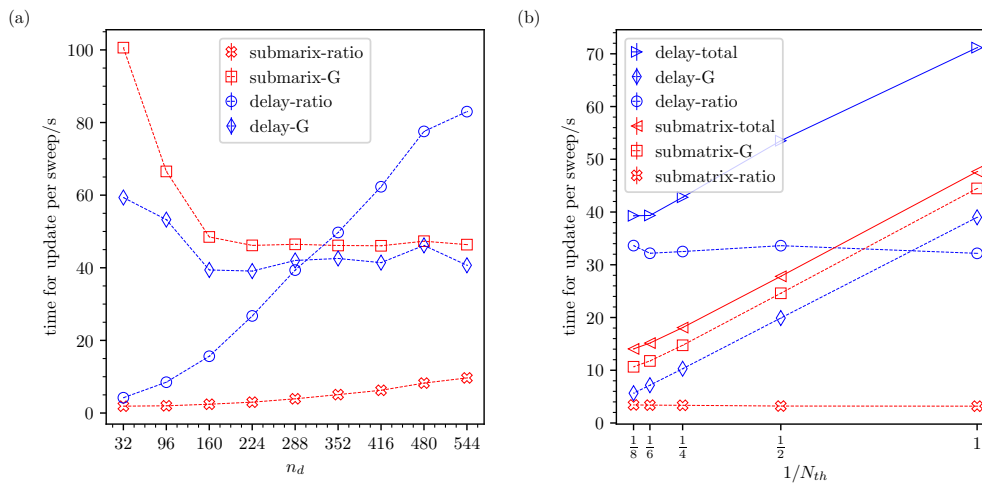 (a)
time for update per sweep/s
100
80
60
40
20
0
submarix-ratio
submarix-G
delay-ratio
delay-G
32 96 160 224 288 352 416 480 544
n_d
(b)
time for update per sweep/s
70
60
50
40
30
20
10
0
delay-total
delay-G
delay-ratio
submatrix-total
submatrix-G
submatrix-ratio
1/8 1/6 1/4 1/2 1
1/N_th